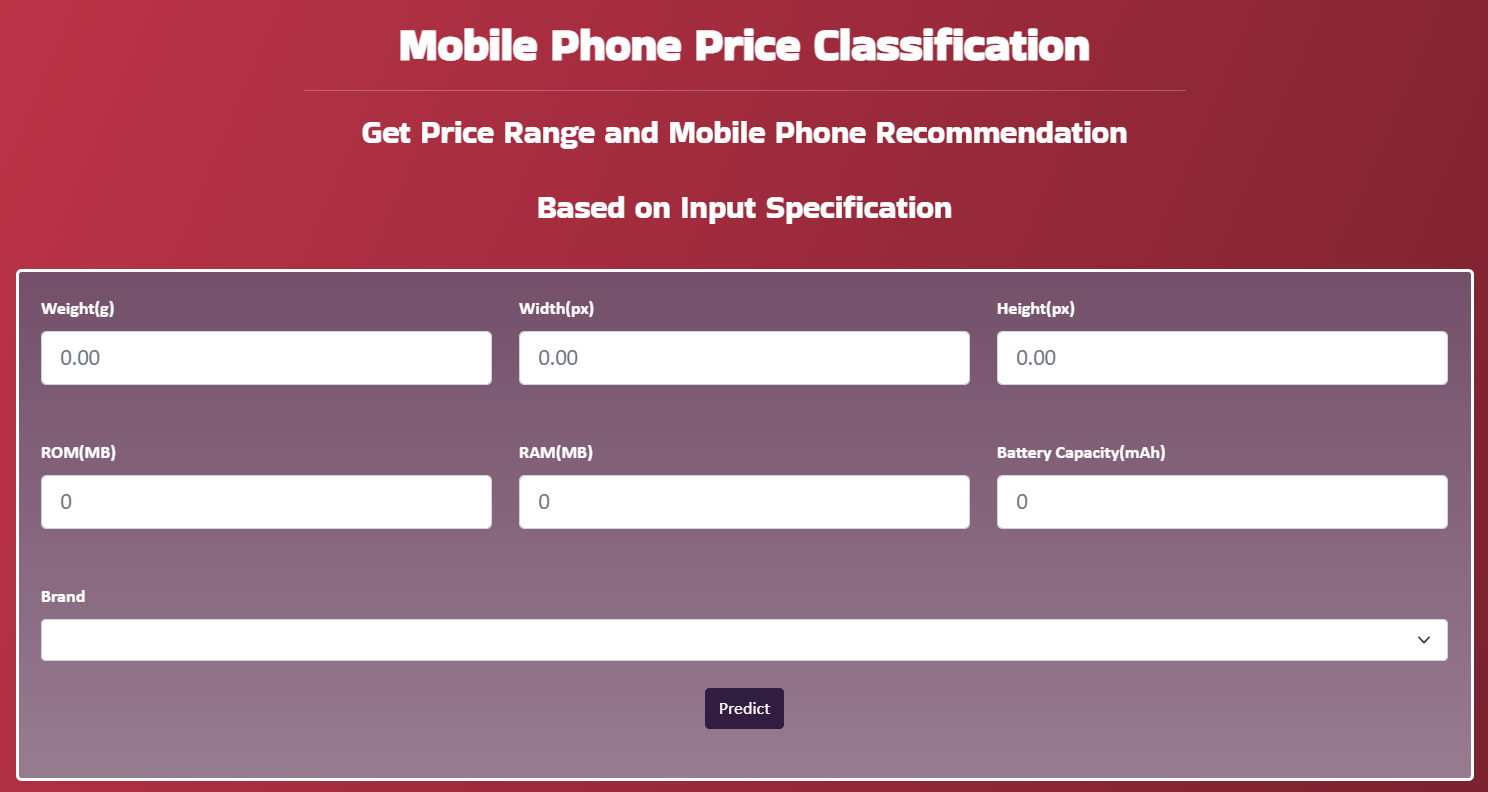 Mobile Phone Price Classification
Get Price Range and Mobile Phone Recommendation
Based on Input Specification
Weight(g) Width(px) Height(px)
0.00 0.00 0.00
ROM(MB) RAM(MB) Battery Capacity(mAh)
0 0 0
Brand
Predict